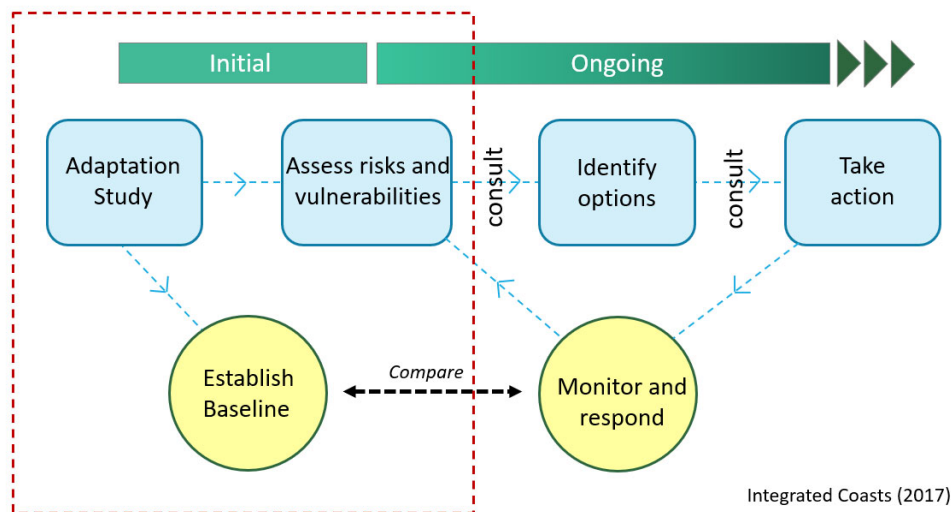 Initial
Ongoing
Adaptation
Study
Assess risks and
vulnerabilities
consult
Identify
options
consult
Take
action
Establish
Baseline
Compare
Monitor and
respond
Integrated Coasts (2017)